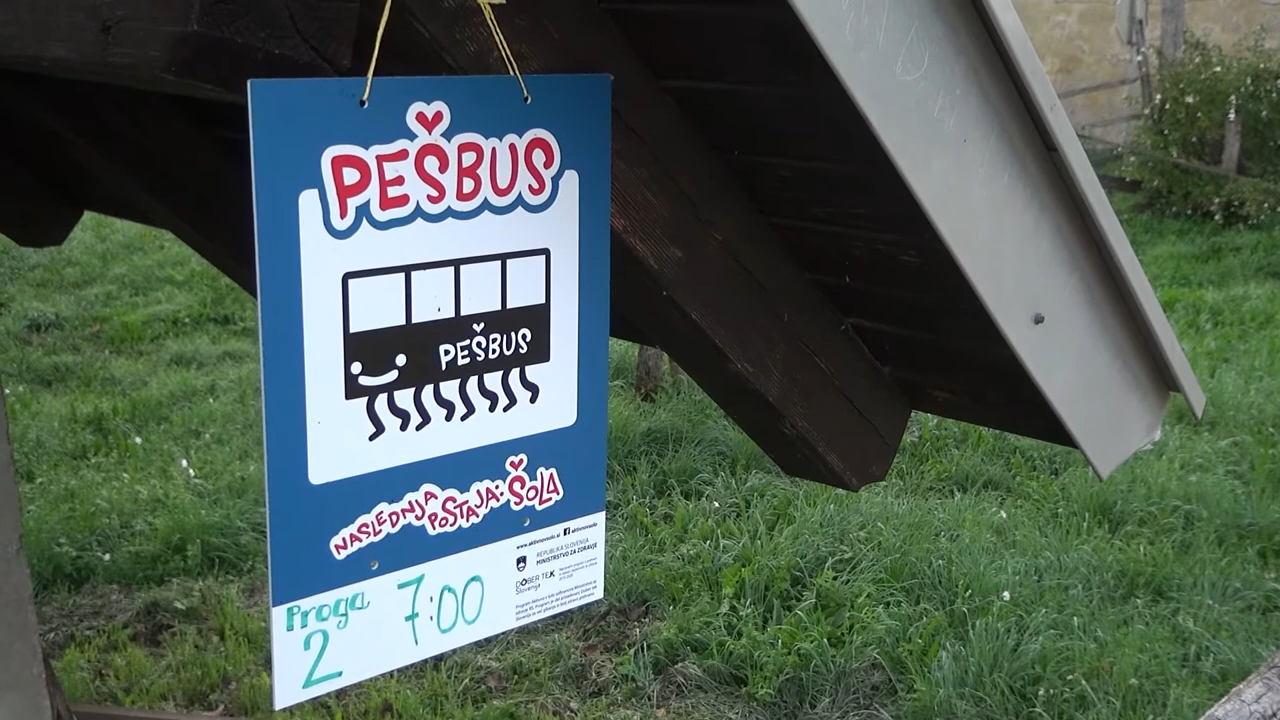 PEŠBUS
PEŠBUS
NASLEDNJA
POSTAJA: ŠOLA
www.aktivnovsolo.si aktivnovsolo
REPUBLIKA SLOVENIJA
MINISTRSTVO ZA ZDRAVJE
DOBER TEK
Slovenija
Proga
2
7:00